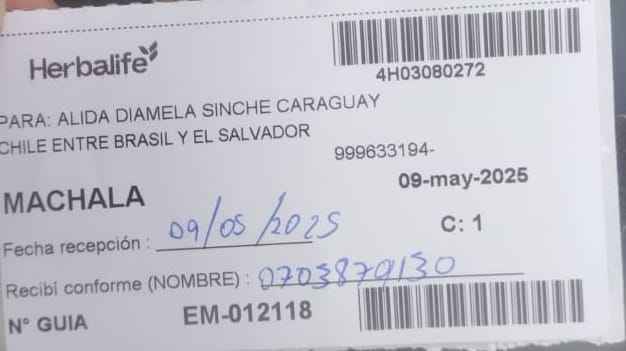 Herbalife
4H03080272
PARA: ALIDA DIAMELA SINCHE CARAGUAY
CHILE ENTRE BRASIL Y EL SALVADOR
999633194-
MACHALA
09-may-2025
Fecha recepción : 09/05/2025
C: 1
Recibí conforme (NOMBRE) : 0703879130
N° GUIA EM-012118